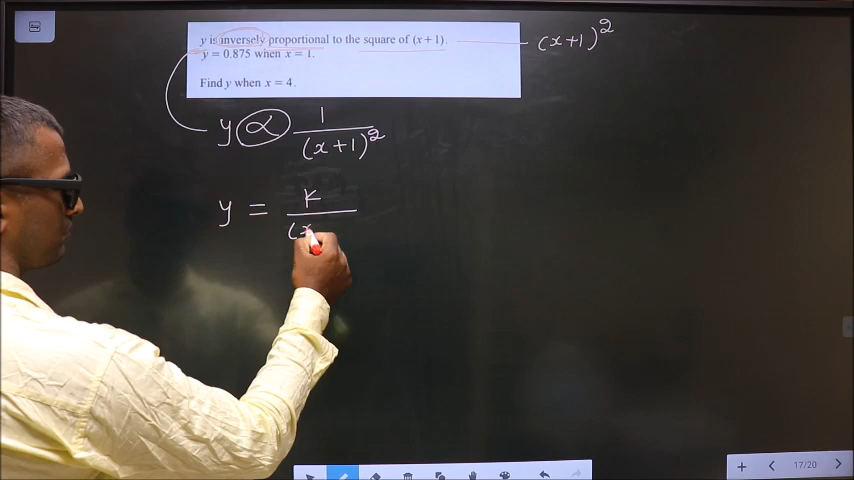 y is inversely proportional to the square of (x + 1).
y = 0.875 when x = 1.
Find y when x = 4.
(x+1)²
y ∝ 1/(x+1)²
y = k/(x
17/20